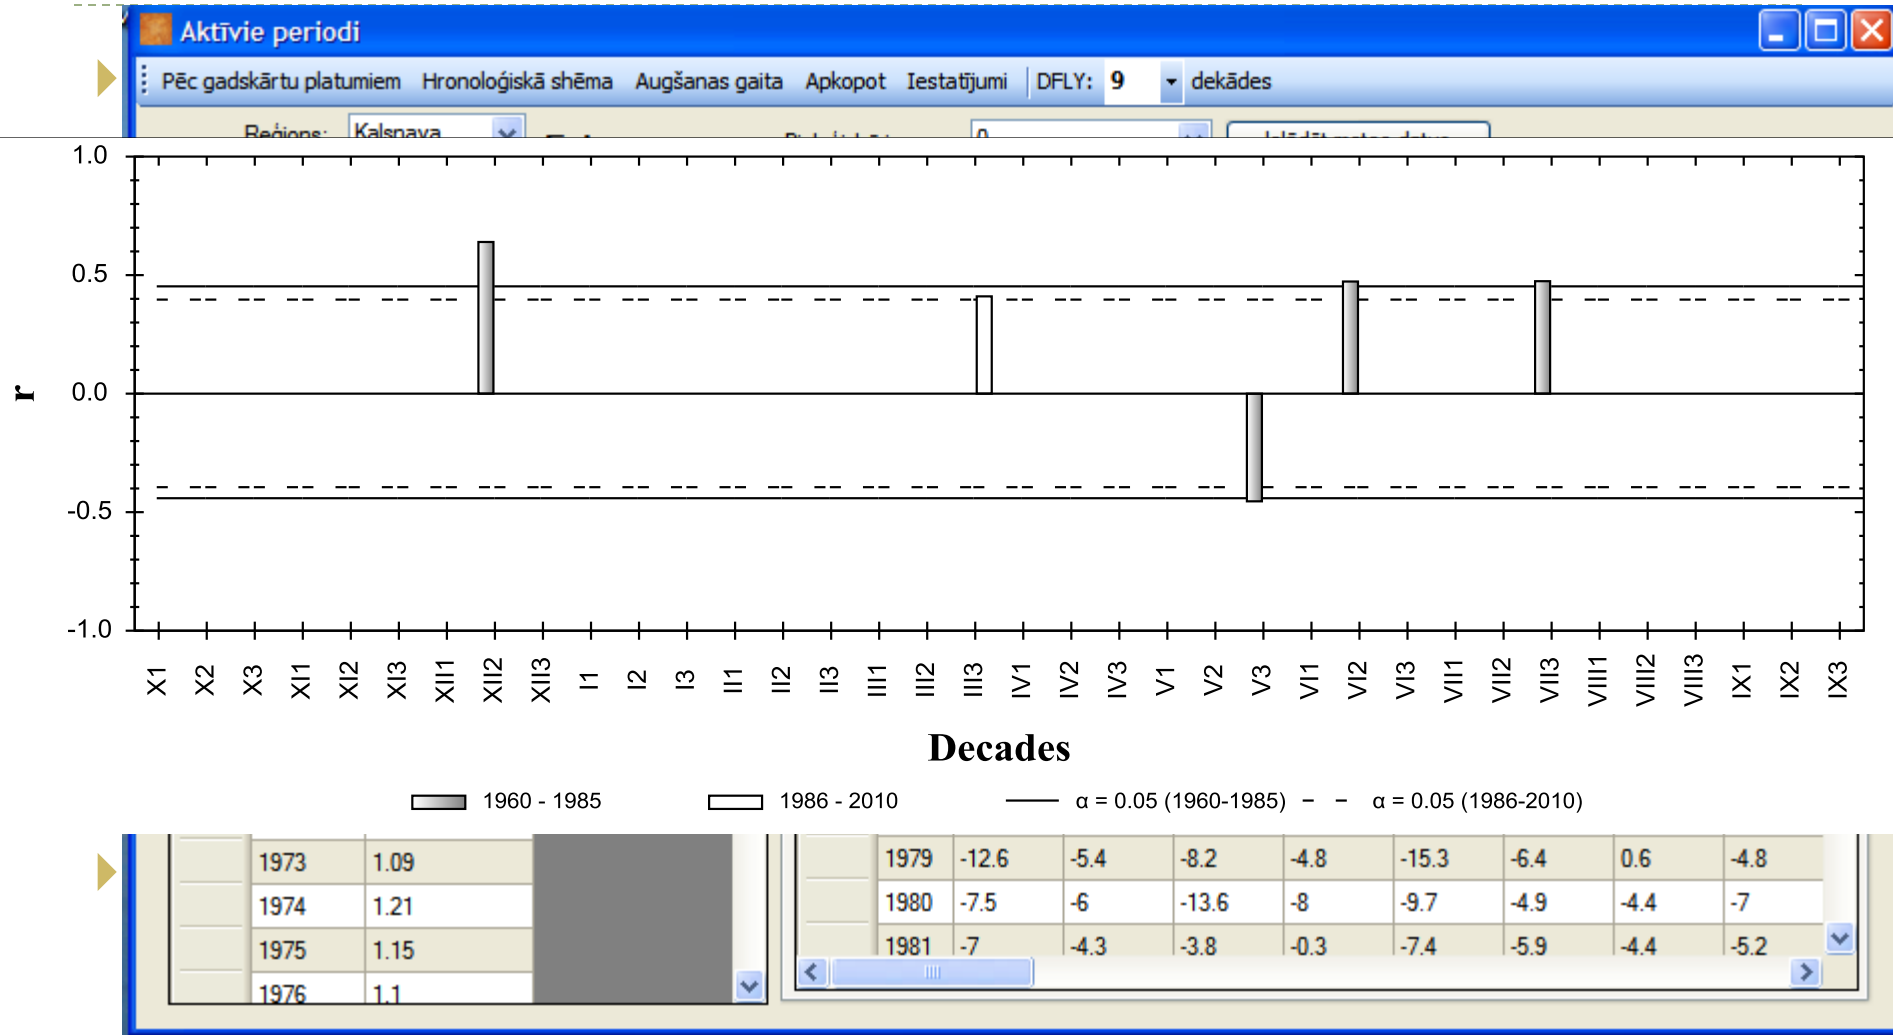 Aktīvie periodi
Pēc gadskārtu platumiem Hronoloģiskā shēma Augšanas gaita Apkopot Iestatījumi DFLY: 9 dekādes
Reģions: Kalsnava 0
1.0
0.5
0.0
-0.5
-1.0
r
X1 X2 X3 XI1 XI2 XI3 XII1 XII2 XII3 I1 I2 I3 II1 II2 II3 III1 III2 III3 IV1 IV2 IV3 V1 V2 V3 VI1 VI2 VI3 VII1 VII2 VII3 VIII1 VIII2 VIII3 IX1 IX2 IX3
Decades
1960 - 1985 1986 - 2010 α = 0.05 (1960-1985) α = 0.05 (1986-2010)
1973 1.09
1974 1.21
1975 1.15
1976 1.1
1979 -12.6 -5.4 -8.2 -4.8 -15.3 -6.4 0.6 -4.8
1980 -7.5 -6 -13.6 -8 -9.7 -4.9 -4.4 -7
1981 -7 -4.3 -3.8 -0.3 -7.4 -5.9 -4.4 -5.2